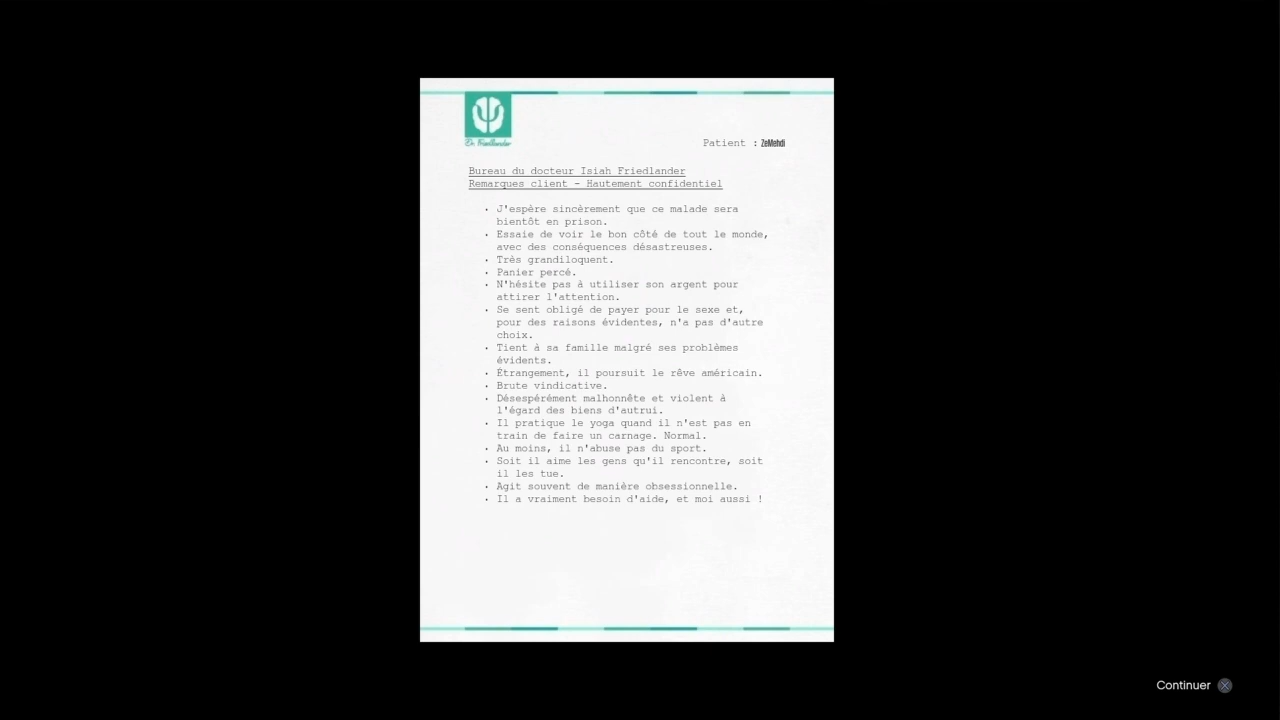 Dr. Friedlander
Patient : ZeMehdi
Bureau du docteur Isiah Friedlander
Remarques client - Hautement confidentiel
· J'espère sincèrement que ce malade sera
bientôt en prison.
· Essaie de voir le bon côté de tout le monde,
avec des conséquences désastreuses.
· Très grandiloquent.
· Panier percé.
· N'hésite pas à utiliser son argent pour
attirer l'attention.
· Se sent obligé de payer pour le sexe et,
pour des raisons évidentes, n'a pas d'autre
choix.
· Tient à sa famille malgré ses problèmes
évidents.
· Étrangement, il poursuit le rêve américain.
· Brute vindicative.
· Désespérément malhonnête et violent à
l'égard des biens d'autrui.
· Il pratique le yoga quand il n'est pas en
train de faire un carnage. Normal.
· Au moins, il n'abuse pas du sport.
· Soit il aime les gens qu'il rencontre, soit
il les tue.
· Agit souvent de manière obsessionnelle.
· Il a vraiment besoin d'aide, et moi aussi !
Continuer